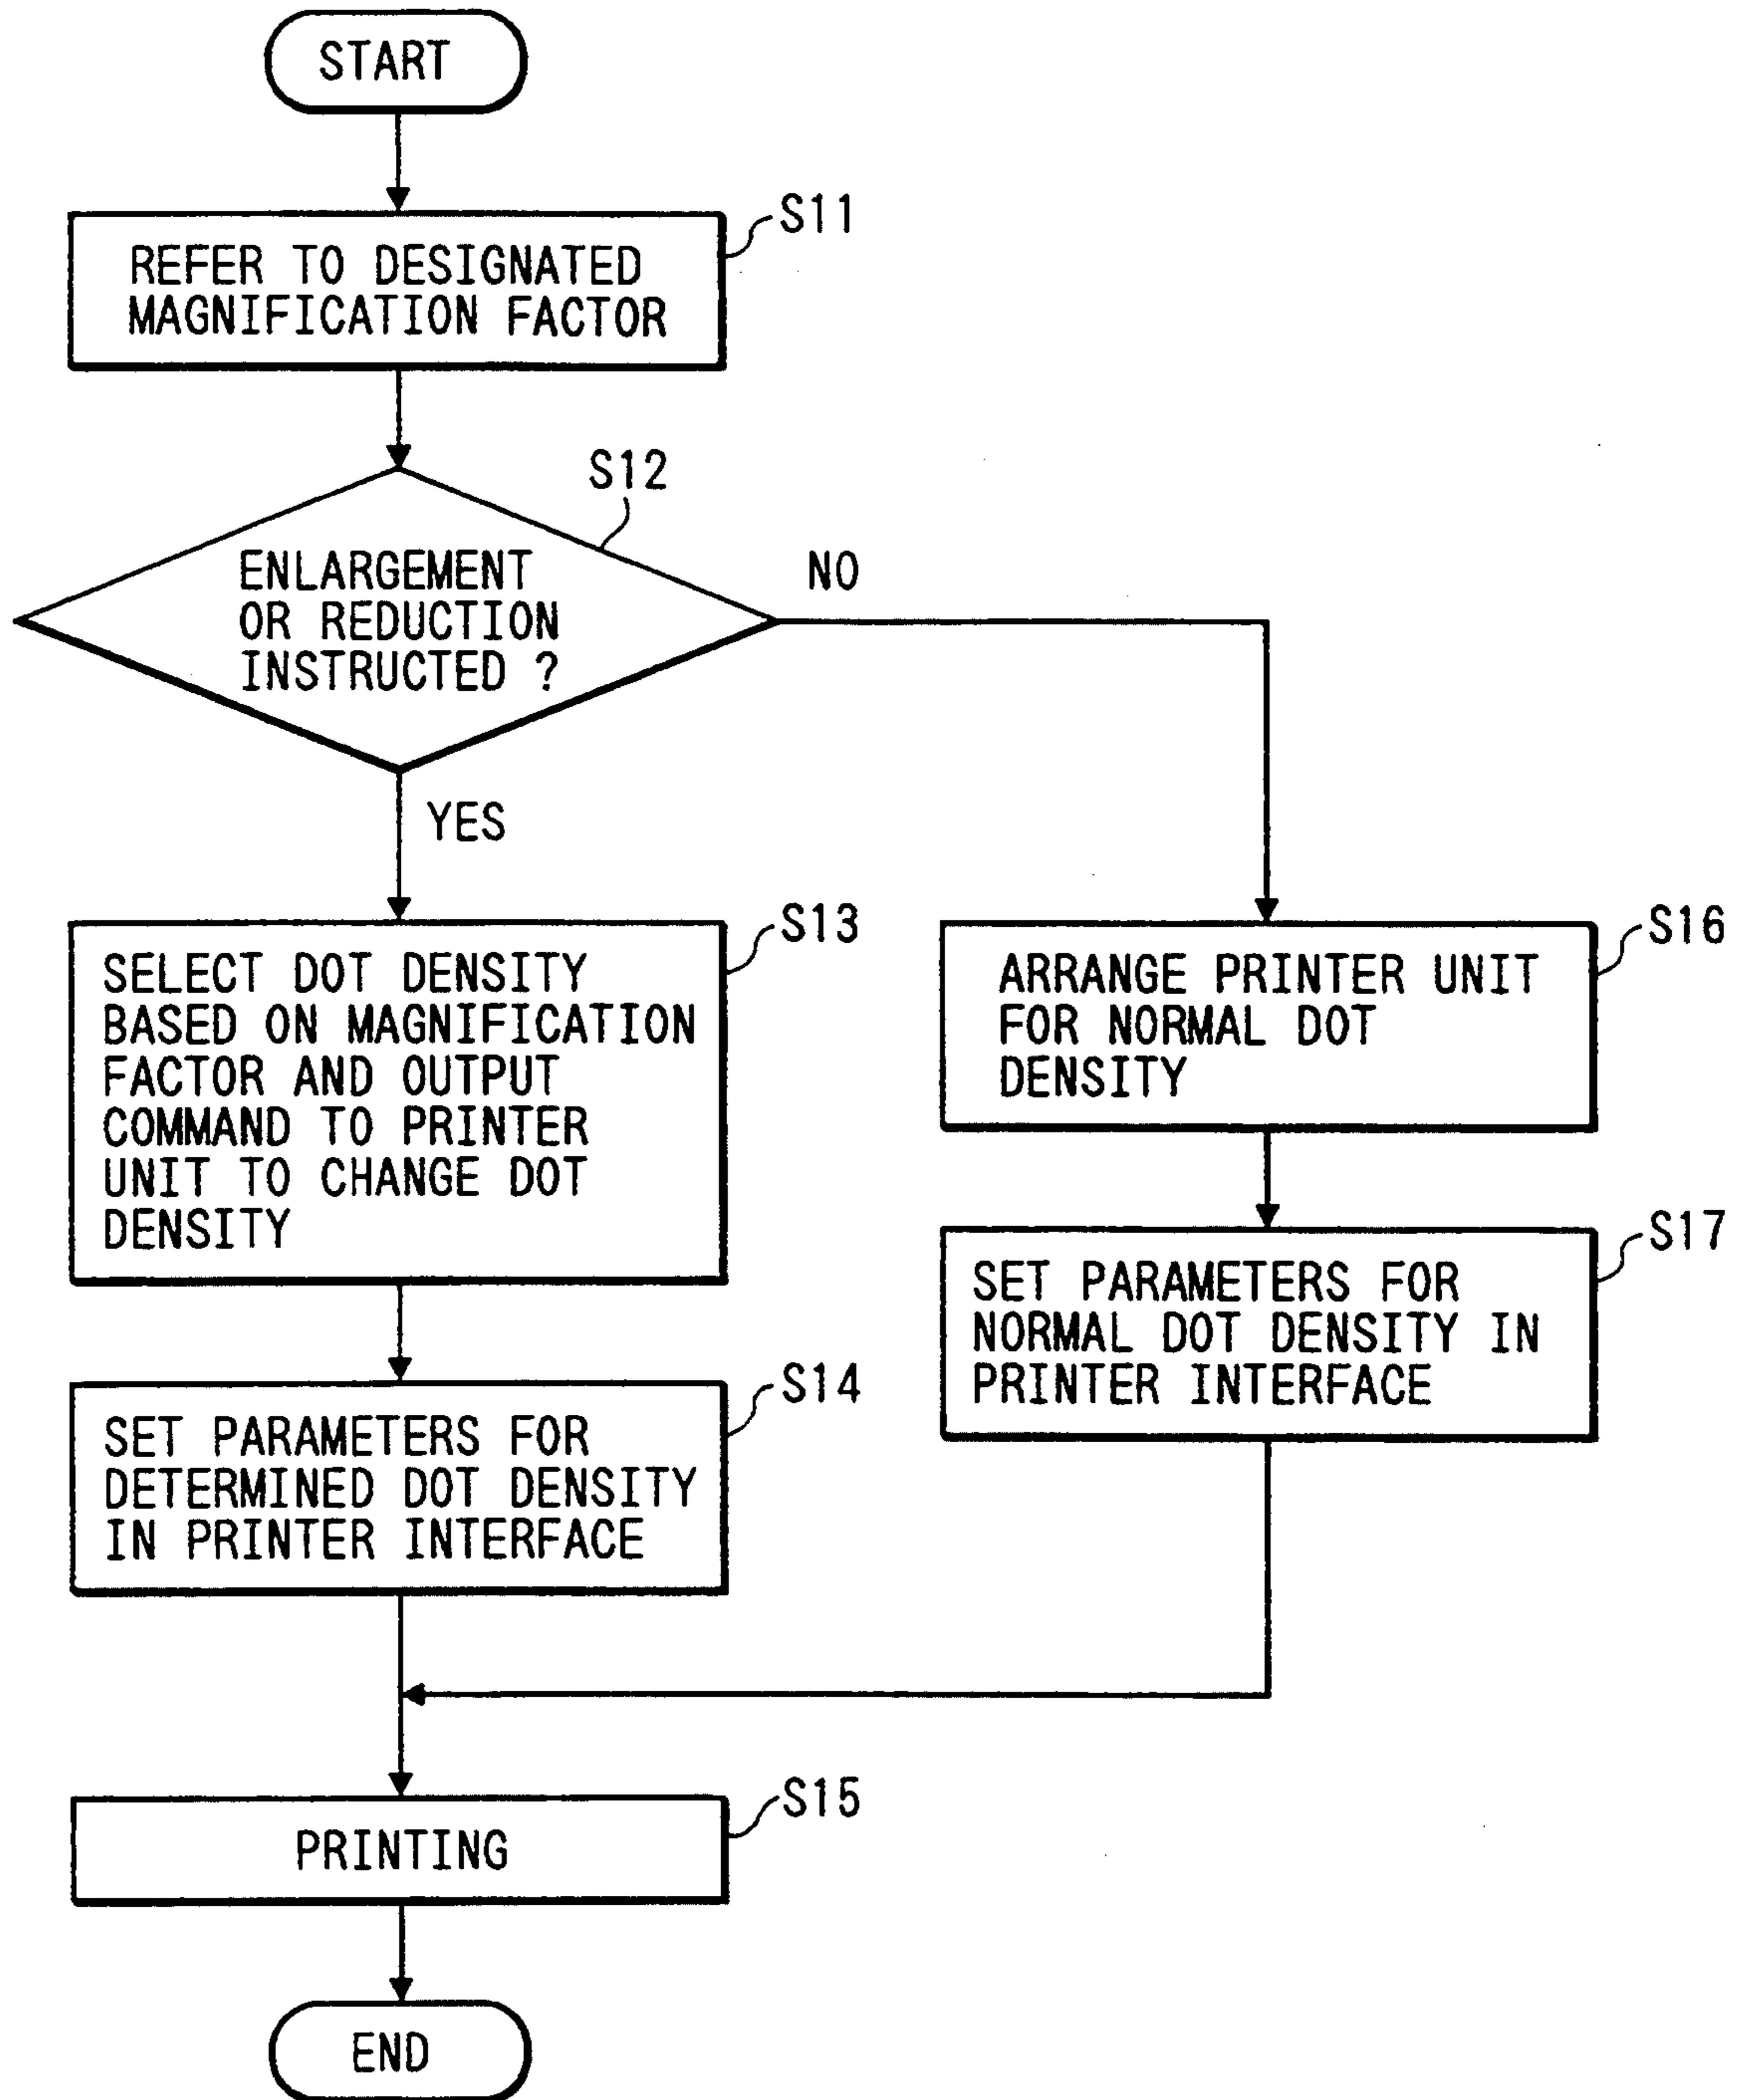 START
S11
REFER TO DESIGNATED
MAGNIFICATION FACTOR
S12
ENLARGEMENT
OR REDUCTION
INSTRUCTED ?
NO
YES
S13
SELECT DOT DENSITY
BASED ON MAGNIFICATION
FACTOR AND OUTPUT
COMMAND TO PRINTER
UNIT TO CHANGE DOT
DENSITY
S16
ARRANGE PRINTER UNIT
FOR NORMAL DOT
DENSITY
S17
SET PARAMETERS FOR
NORMAL DOT DENSITY IN
PRINTER INTERFACE
S14
SET PARAMETERS FOR
DETERMINED DOT DENSITY
IN PRINTER INTERFACE
S15
PRINTING
END